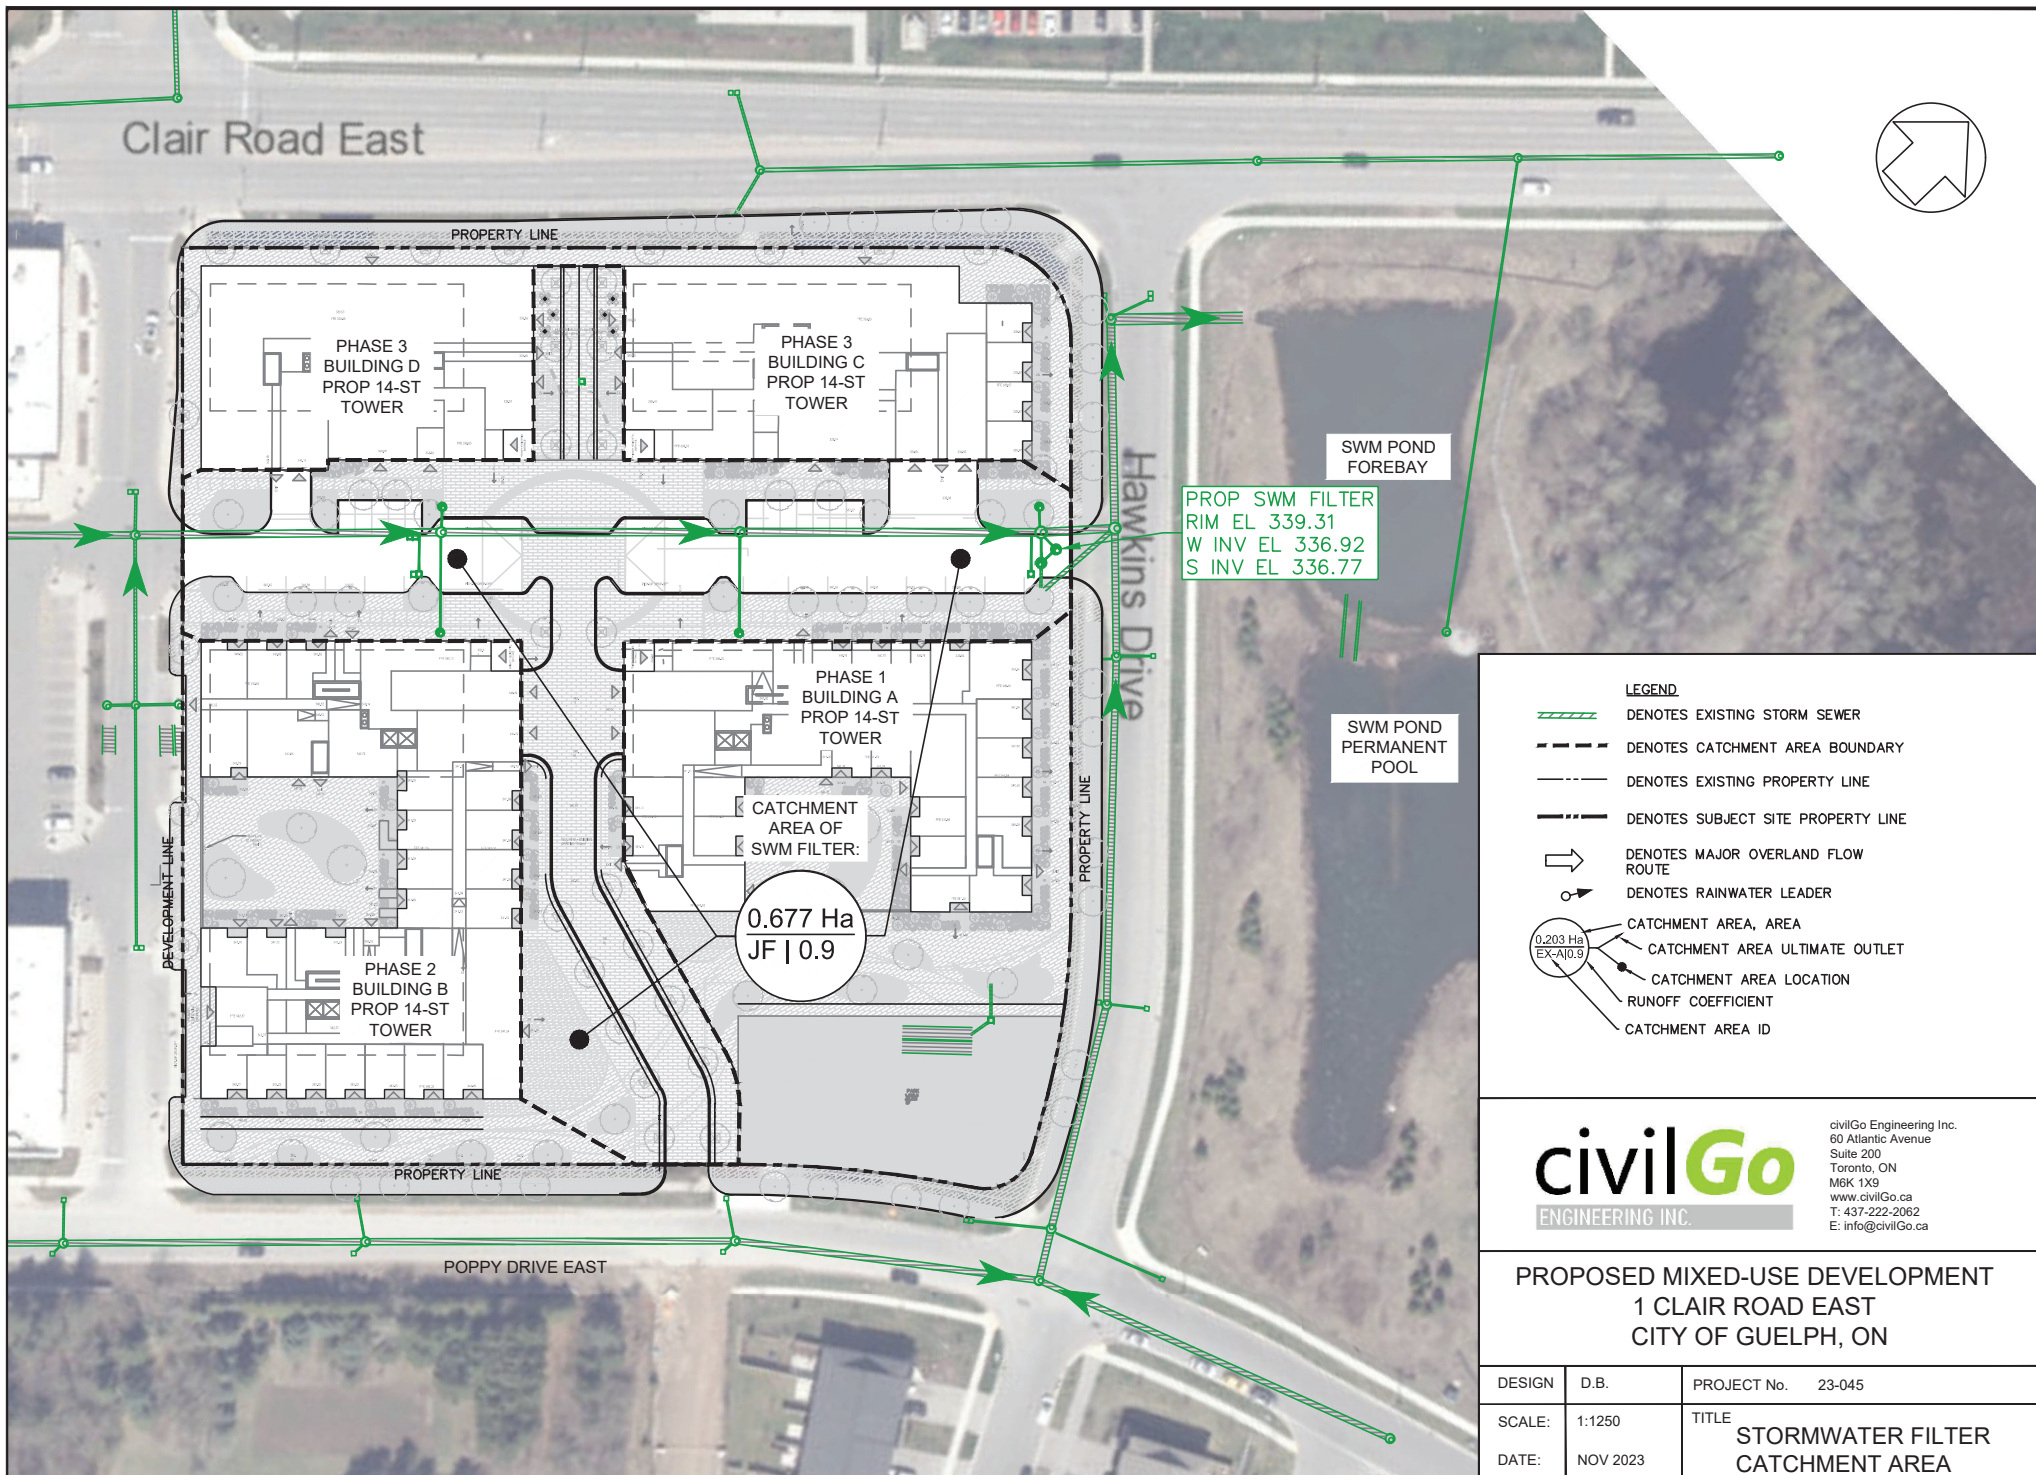 Clair Road East
PROPERTY LINE
PHASE 3
BUILDING D
PROP 14-ST
TOWER
PHASE 3
BUILDING C
PROP 14-ST
TOWER
SWM POND
FOREBAY
Hawkins Drive
PROP SWM FILTER
RIM EL 339.31
W INV EL 336.92
S INV EL 336.77
PHASE 1
BUILDING A
PROP 14-ST
TOWER
SWM POND
PERMANENT
POOL
CATCHMENT
AREA OF
SWM FILTER:
PROPERTY LINE
DEVELOPMENT LINE
0.677 Ha
JF | 0.9
PHASE 2
BUILDING B
PROP 14-ST
TOWER
PROPERTY LINE
POPPY DRIVE EAST
LEGEND
DENOTES EXISTING STORM SEWER
DENOTES CATCHMENT AREA BOUNDARY
DENOTES EXISTING PROPERTY LINE
DENOTES SUBJECT SITE PROPERTY LINE
DENOTES MAJOR OVERLAND FLOW
ROUTE
DENOTES RAINWATER LEADER
0.203 Ha
EX-A|0.9
CATCHMENT AREA, AREA
CATCHMENT AREA ULTIMATE OUTLET
CATCHMENT AREA LOCATION
RUNOFF COEFFICIENT
CATCHMENT AREA ID
civilGo
ENGINEERING INC.
civilGo Engineering Inc.
60 Atlantic Avenue
Suite 200
Toronto, ON
M6K 1X9
www.civilGo.ca
T: 437-222-2062
E: info@civilGo.ca
PROPOSED MIXED-USE DEVELOPMENT
1 CLAIR ROAD EAST
CITY OF GUELPH, ON
DESIGN D.B.
PROJECT No. 23-045
SCALE: 1:1250
DATE: NOV 2023
TITLE
STORMWATER FILTER
CATCHMENT AREA